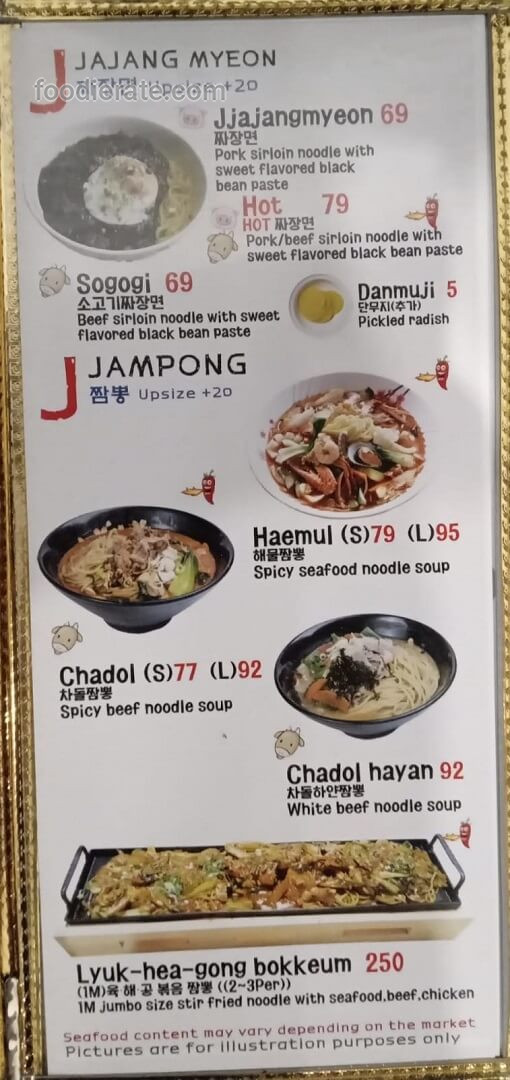 JAJANG MYEON
foodierate.com
짜장면 Upsize +20
Jjajangmyeon 69
짜장면
Pork sirloin noodle with
sweet flavored black
bean paste
Hot 79
HOT 짜장면
Pork/beef sirloin noodle with
sweet flavored black bean paste
Sogogi 69
소고기짜장면
Beef sirloin noodle with sweet
flavored black bean paste
Danmuji 5
단무지(추가)
Pickled radish
J JAMPONG
짬뽕 Upsize +20
Haemul (S)79 (L)95
해물짬뽕
Spicy seafood noodle soup
Chadol (S)77 (L)92
차돌짬뽕
Spicy beef noodle soup
Chadol hayan 92
차돌하얀짬뽕
White beef noodle soup
Lyuk-hea-gong bokkeum 250
(1M)육 해 공 볶음 짬뽕 ((2~3Per))
1M jumbo size stir fried noodle with seafood,beef,chicken
Seafood content may vary depending on the market
Pictures are for illustration purposes only